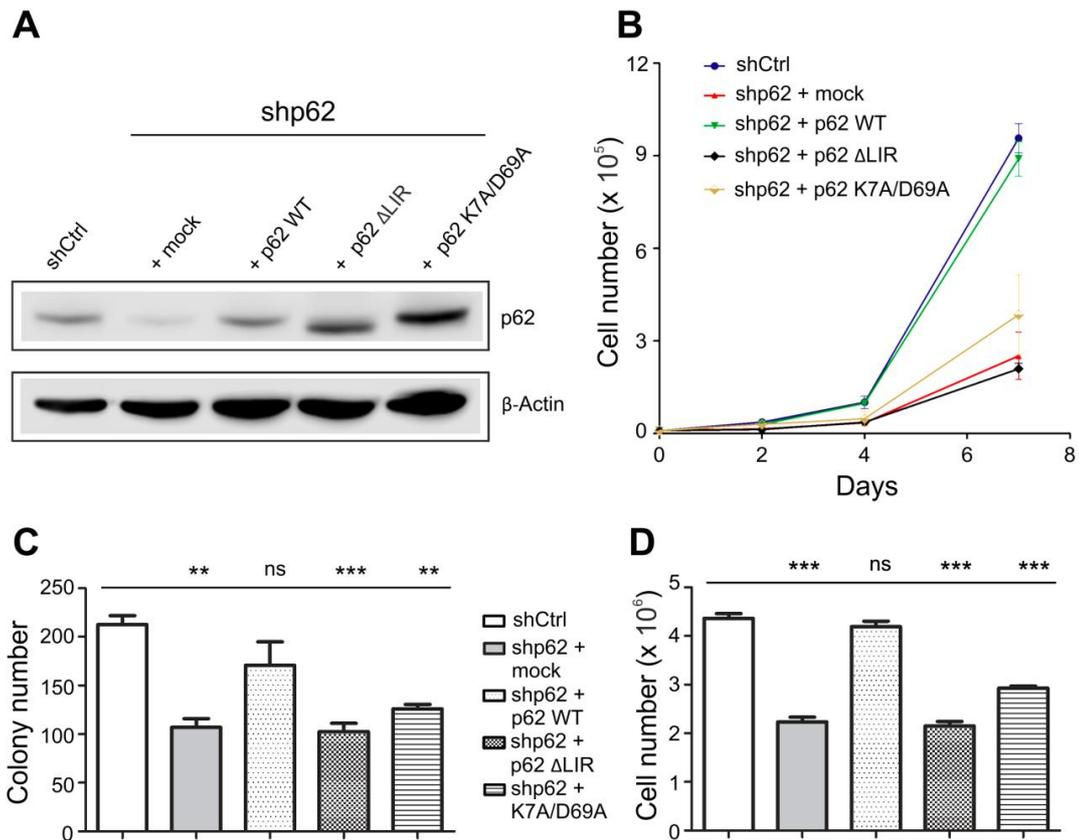 A
shp62
shCtrl
+ mock
+ p62 WT
+ p62 ΔLIR
+ p62 K7A/D69A
p62
β-Actin
B
shCtrl
shp62 + mock
shp62 + p62 WT
shp62 + p62 ΔLIR
shp62 + p62 K7A/D69A
Cell number (x 10⁵)
12
9
6
3
0
0 2 4 6 8
Days
C
** ns *** **
Colony number
250
200
150
100
50
0
shCtrl
shp62 +
mock
shp62 +
p62 WT
shp62 +
p62 ΔLIR
shp62 +
K7A/D69A
D
*** ns *** ***
Cell number (x 10⁶)
5
4
3
2
1
0